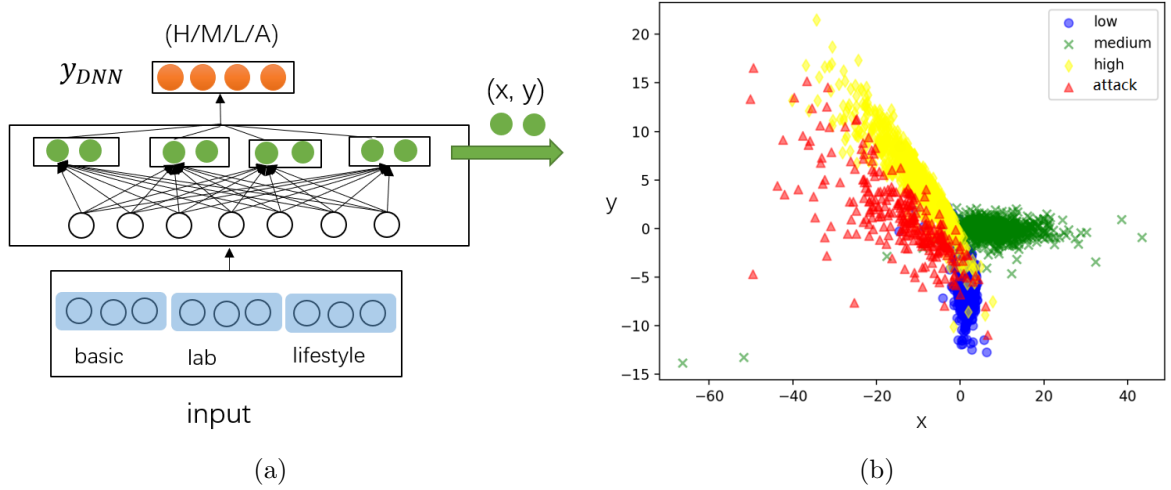 (H/M/L/A)
y_DNN
(x, y)
basic
lab
lifestyle
input
(a)
low
medium
high
attack
20
15
10
5
0
−5
−10
−15
y
−60
−40
−20
0
20
40
x
(b)